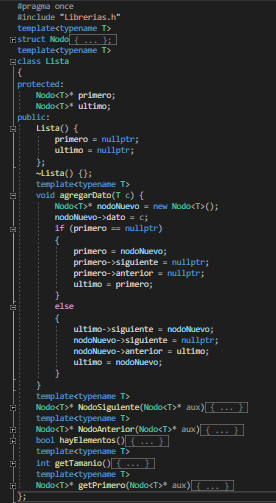 #pragma once
#include "Librerias.h"
template<typename T>
struct Nodo{ ... };
template<typename T>
class Lista
{
protected:
    Nodo<T>* primero;
    Nodo<T>* ultimo;
public:
    Lista() {
        primero = nullptr;
        ultimo = nullptr;
    };
    ~Lista() {};
    template<typename T>
    void agregarDato(T c) {
        Nodo<T>* nodoNuevo = new Nodo<T>();
        nodoNuevo->dato = c;
        if (primero == nullptr)
        {
            primero = nodoNuevo;
            primero->siguiente = nullptr;
            primero->anterior = nullptr;
            ultimo = primero;
        }
        else
        {
            ultimo->siguiente = nodoNuevo;
            nodoNuevo->siguiente = nullptr;
            nodoNuevo->anterior = ultimo;
            ultimo = nodoNuevo;
        }
    }
    template<typename T>
    Nodo<T>* NodoSiguiente(Nodo<T>* aux){ ... }
    template<typename T>
    Nodo<T>* NodoAnterior(Nodo<T>* aux){ ... }
    bool hayElementos(){ ... }
    template<typename T>
    int getTamanio(){ ... }
    template<typename T>
    Nodo<T>* getPrimero(Nodo<T>* aux){ ... }
};